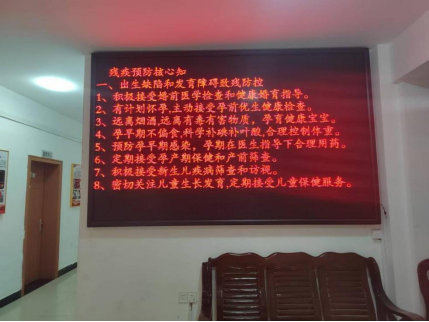 残疾预防核心知
一、出生缺陷和发育障碍致残防控
1、积极接受婚前医学检查和健康婚育指导。
2、有计划怀孕,主动接受孕前优生健康检查。
3、远离烟酒,远离有毒有害物质，孕育健康宝宝。
4、孕早期不偏食,科学补碘补叶酸,合理控制体重。
5、预防孕早期感染，孕期在医生指导下合理用药。
6、定期接受孕产期保健和产前筛查。
7、积极接受新生儿疾病筛查和访视。
8、密切关注儿童生长发育,定期接受儿童保健服务。